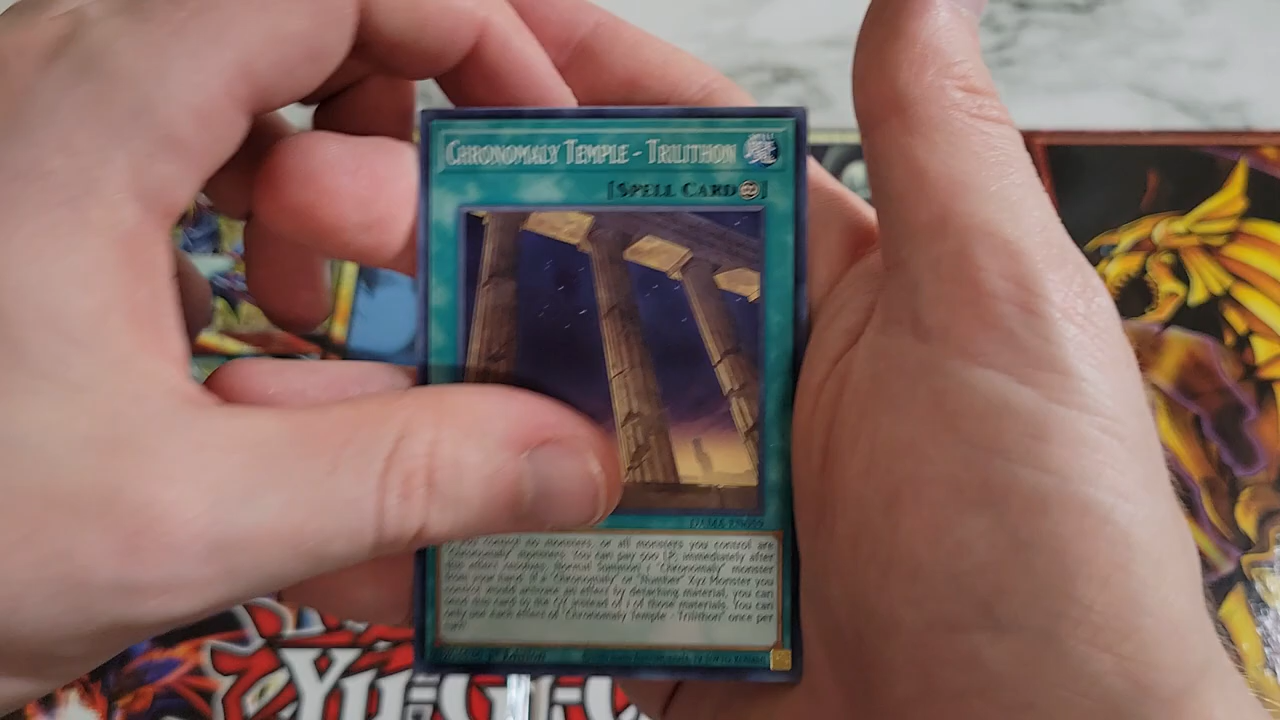 CHRONOMALY TEMPLE - TRILITHON
SPELL
[SPELL CARD ]
DAMA-EN059
you control no monsters, or all monsters you control are
"Chronomaly" monsters: You can pay 500 LP; immediately after
this effect resolves, Normal Summon 1 "Chronomaly" monster
from your hand. If a "Chronomaly" or "Number" Xyz Monster you
control would activate an effect by detaching material, you can
send this card to the GY instead of 1 of those materials. You can
only use each effect of "Chronomaly Temple - Trilithon" once per
turn.
Edition
YU-GI-O